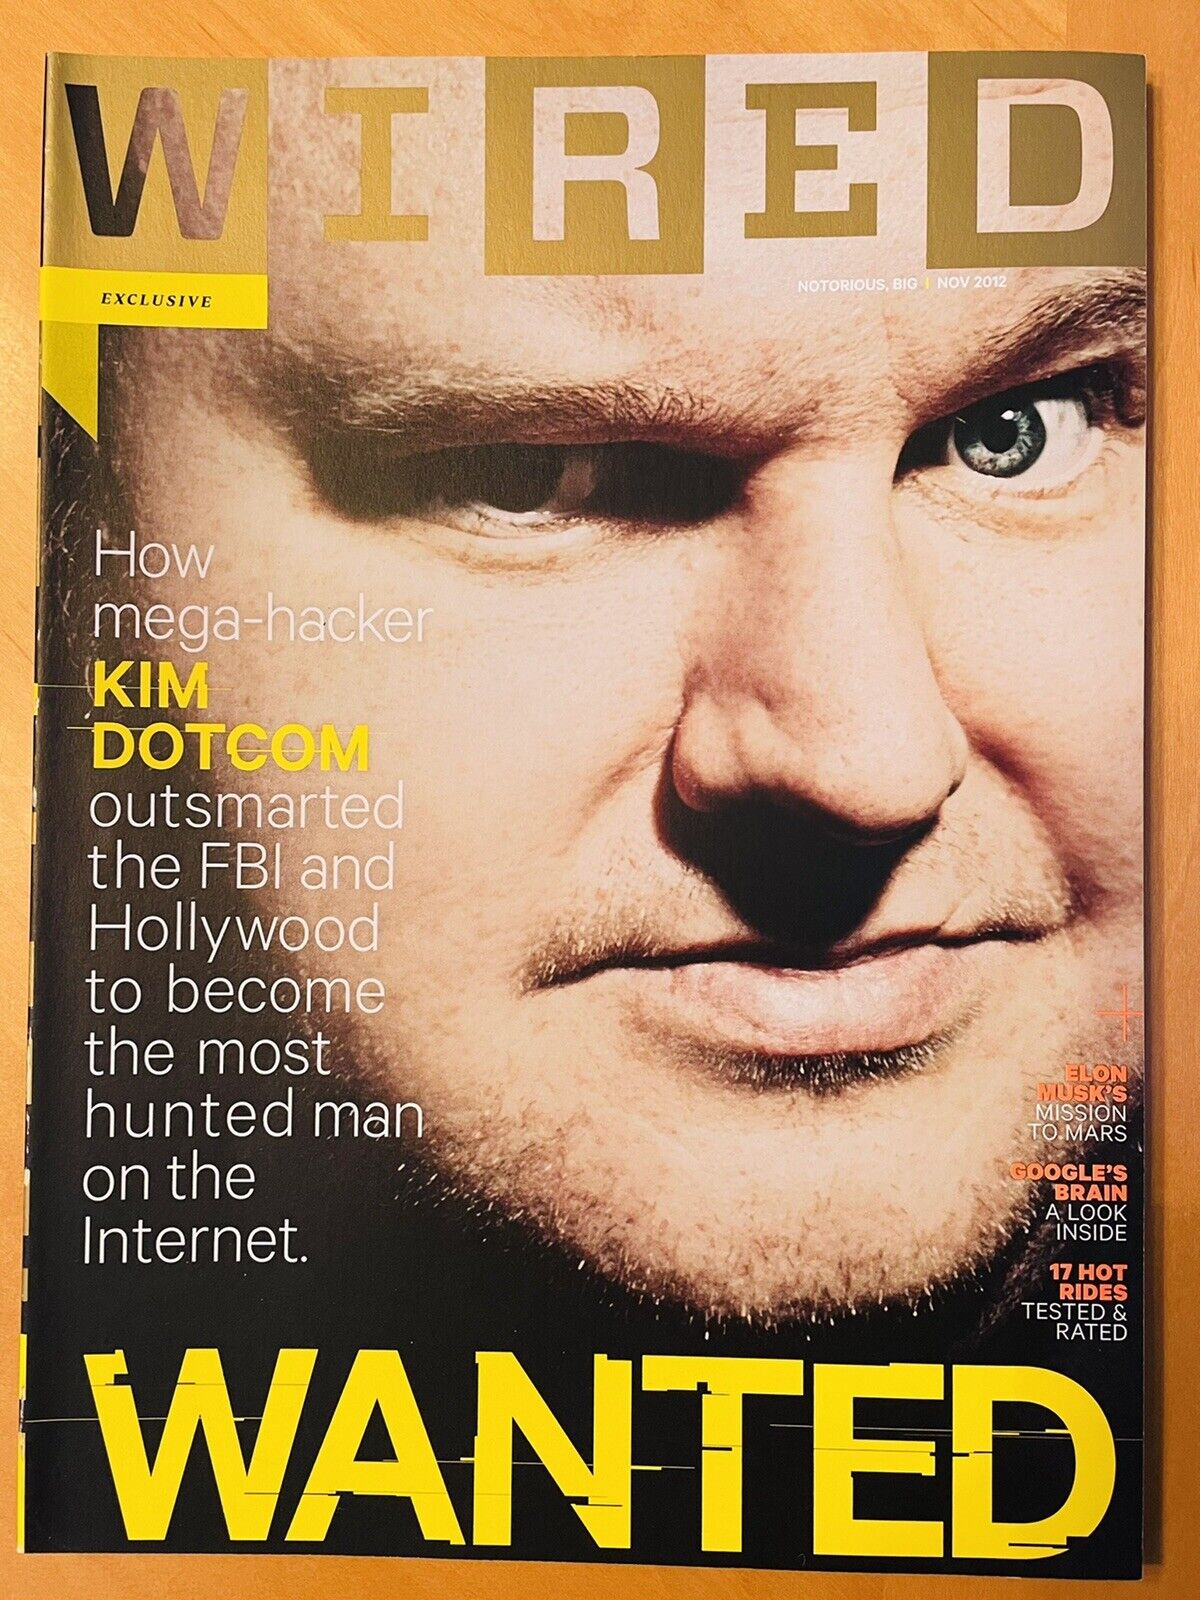 WIRED
EXCLUSIVE
NOTORIOUS, BIG | NOV 2012
How
mega-hacker
KIM
DOTCOM
outsmarted
the FBI and
Hollywood
to become
the most
hunted man
on the
Internet.
+
ELON
MUSK'S
MISSION
TO MARS
GOOGLE'S
BRAIN
A LOOK
INSIDE
17 HOT
RIDES
TESTED &
RATED
WANTED